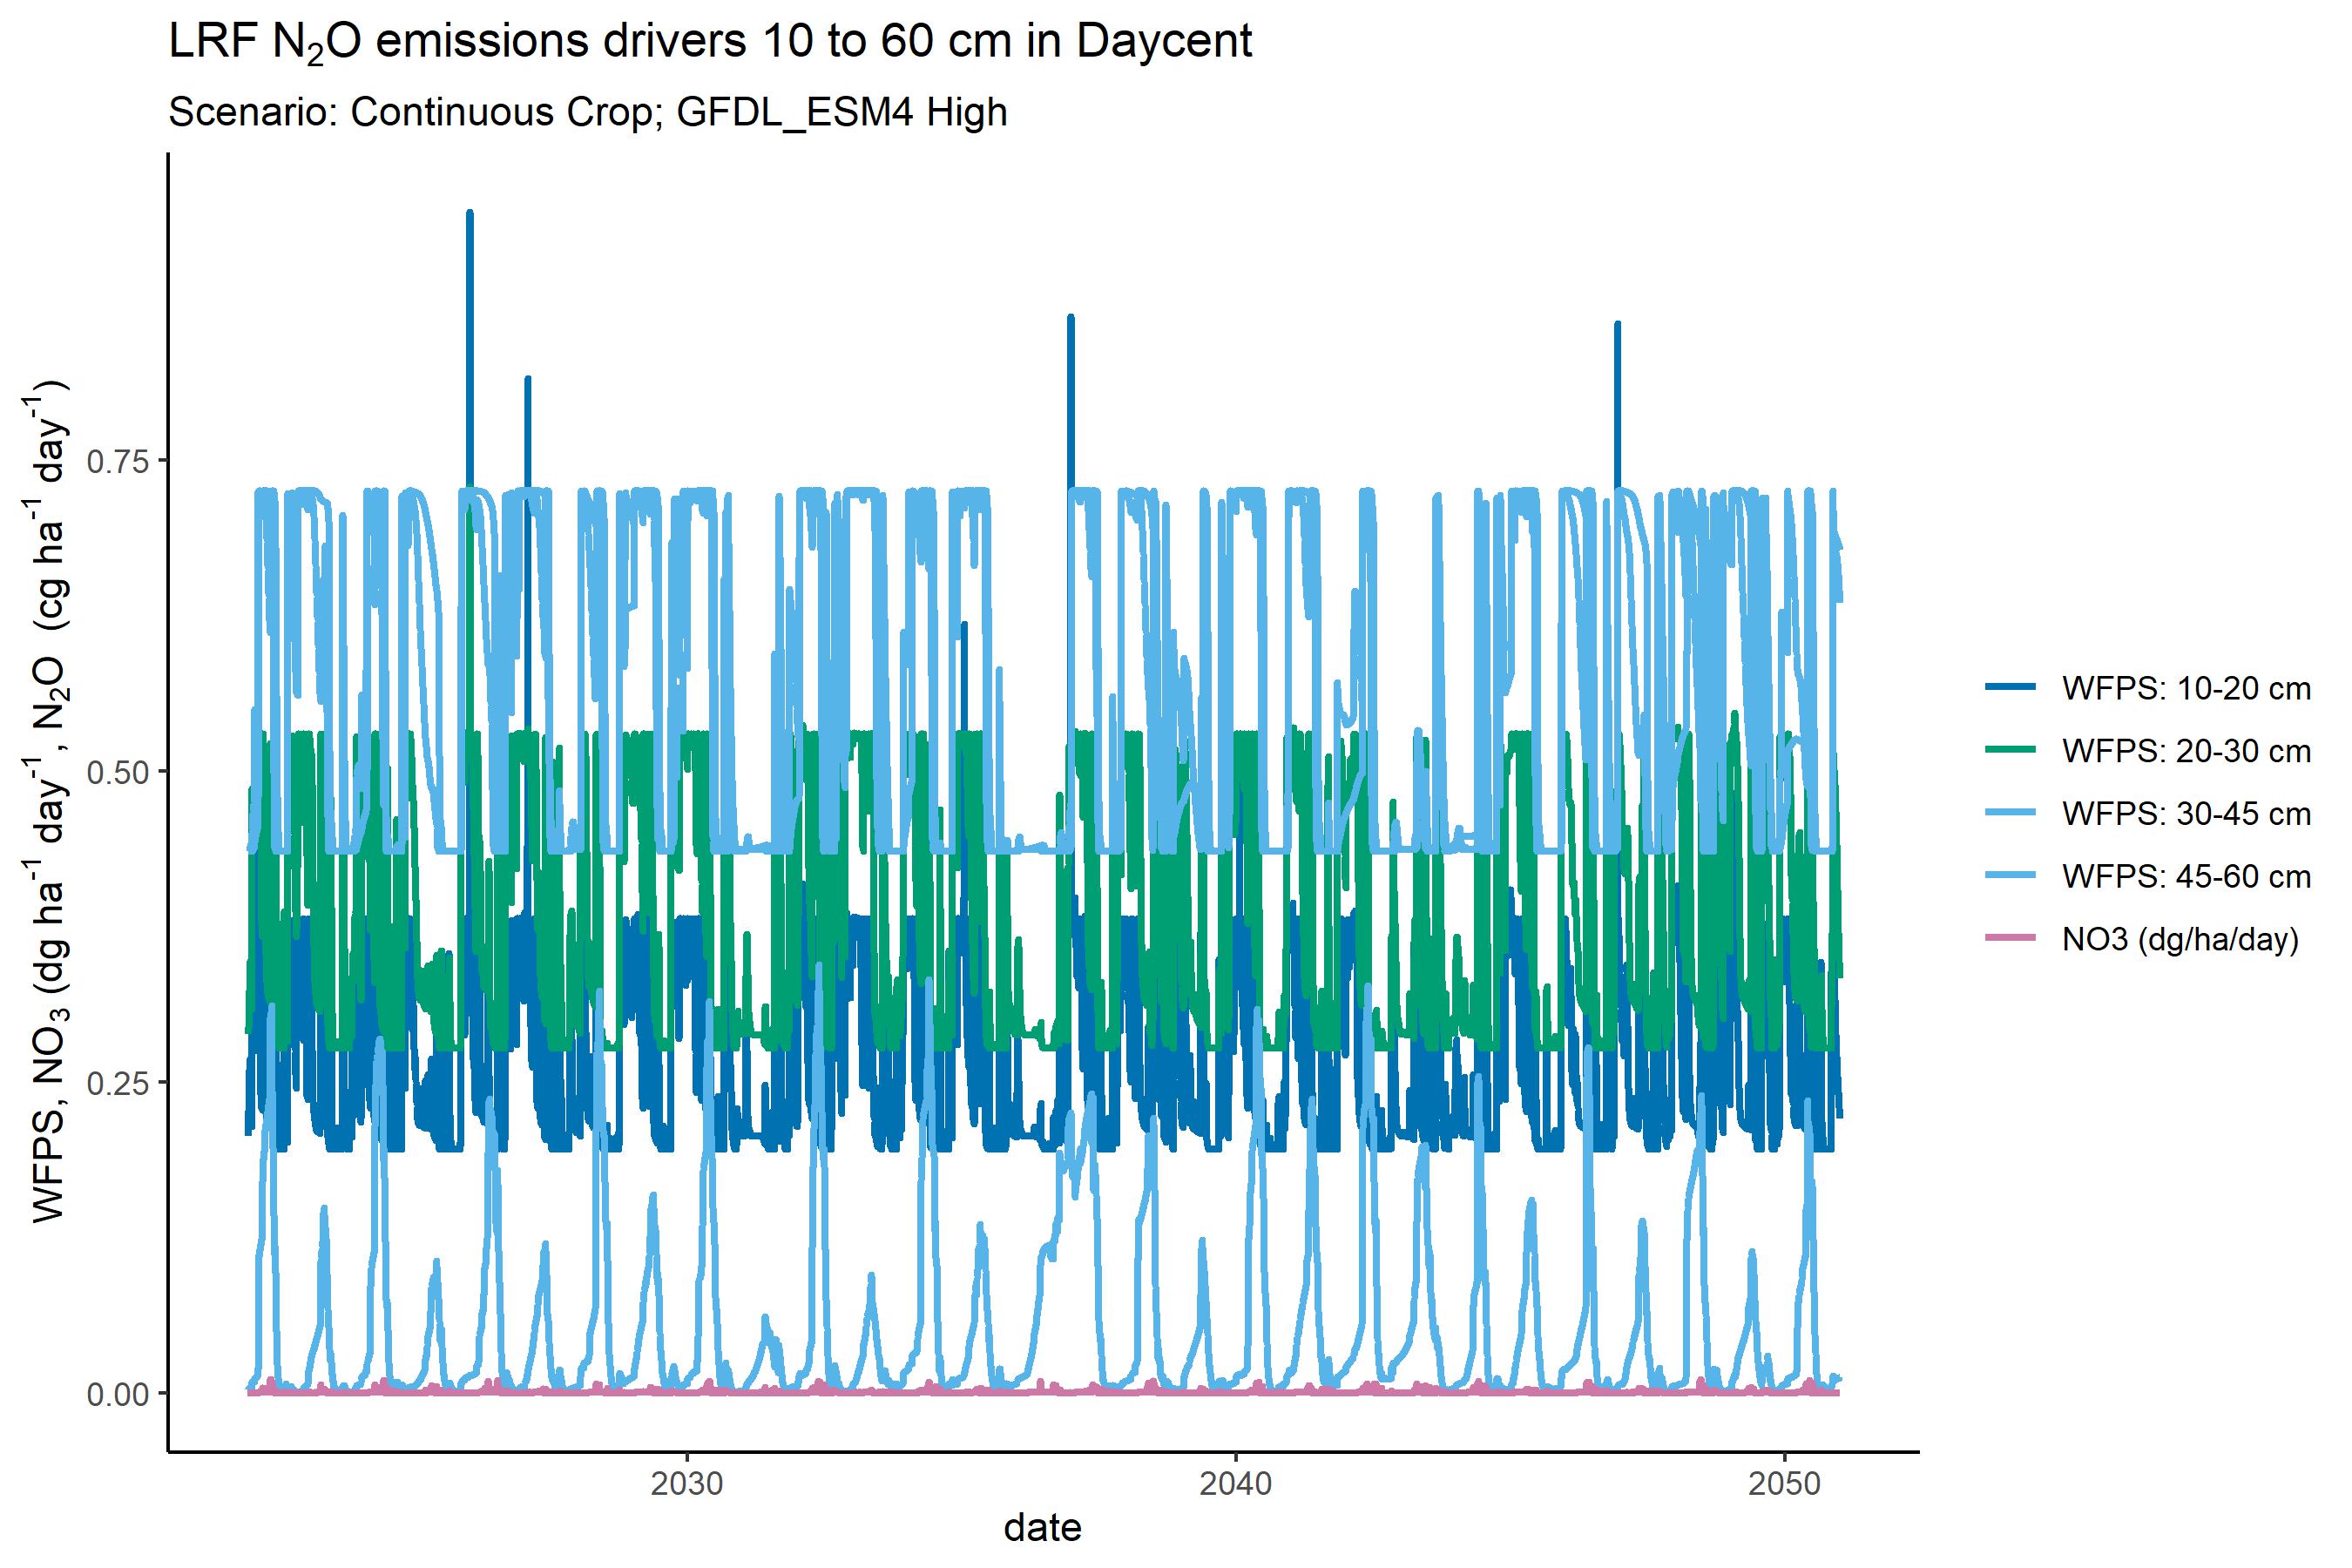 LRF N₂O emissions drivers 10 to 60 cm in Daycent
Scenario: Continuous Crop; GFDL_ESM4 High
WFPS, NO₃ (dg ha⁻¹ day⁻¹, N₂O (cg ha⁻¹ day⁻¹)
0.75
0.50
0.25
0.00
2030
2040
2050
date
WFPS: 10-20 cm
WFPS: 20-30 cm
WFPS: 30-45 cm
WFPS: 45-60 cm
NO3 (dg/ha/day)